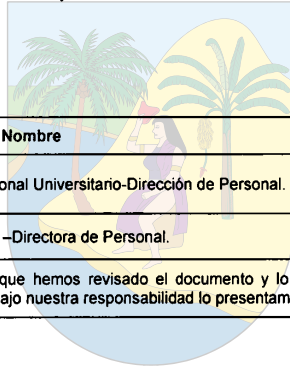 Nombre
onal Universitario-Dirección de Personal.
–Directora de Personal.
que hemos revisado el documento y lo
ajo nuestra responsabilidad lo presentam